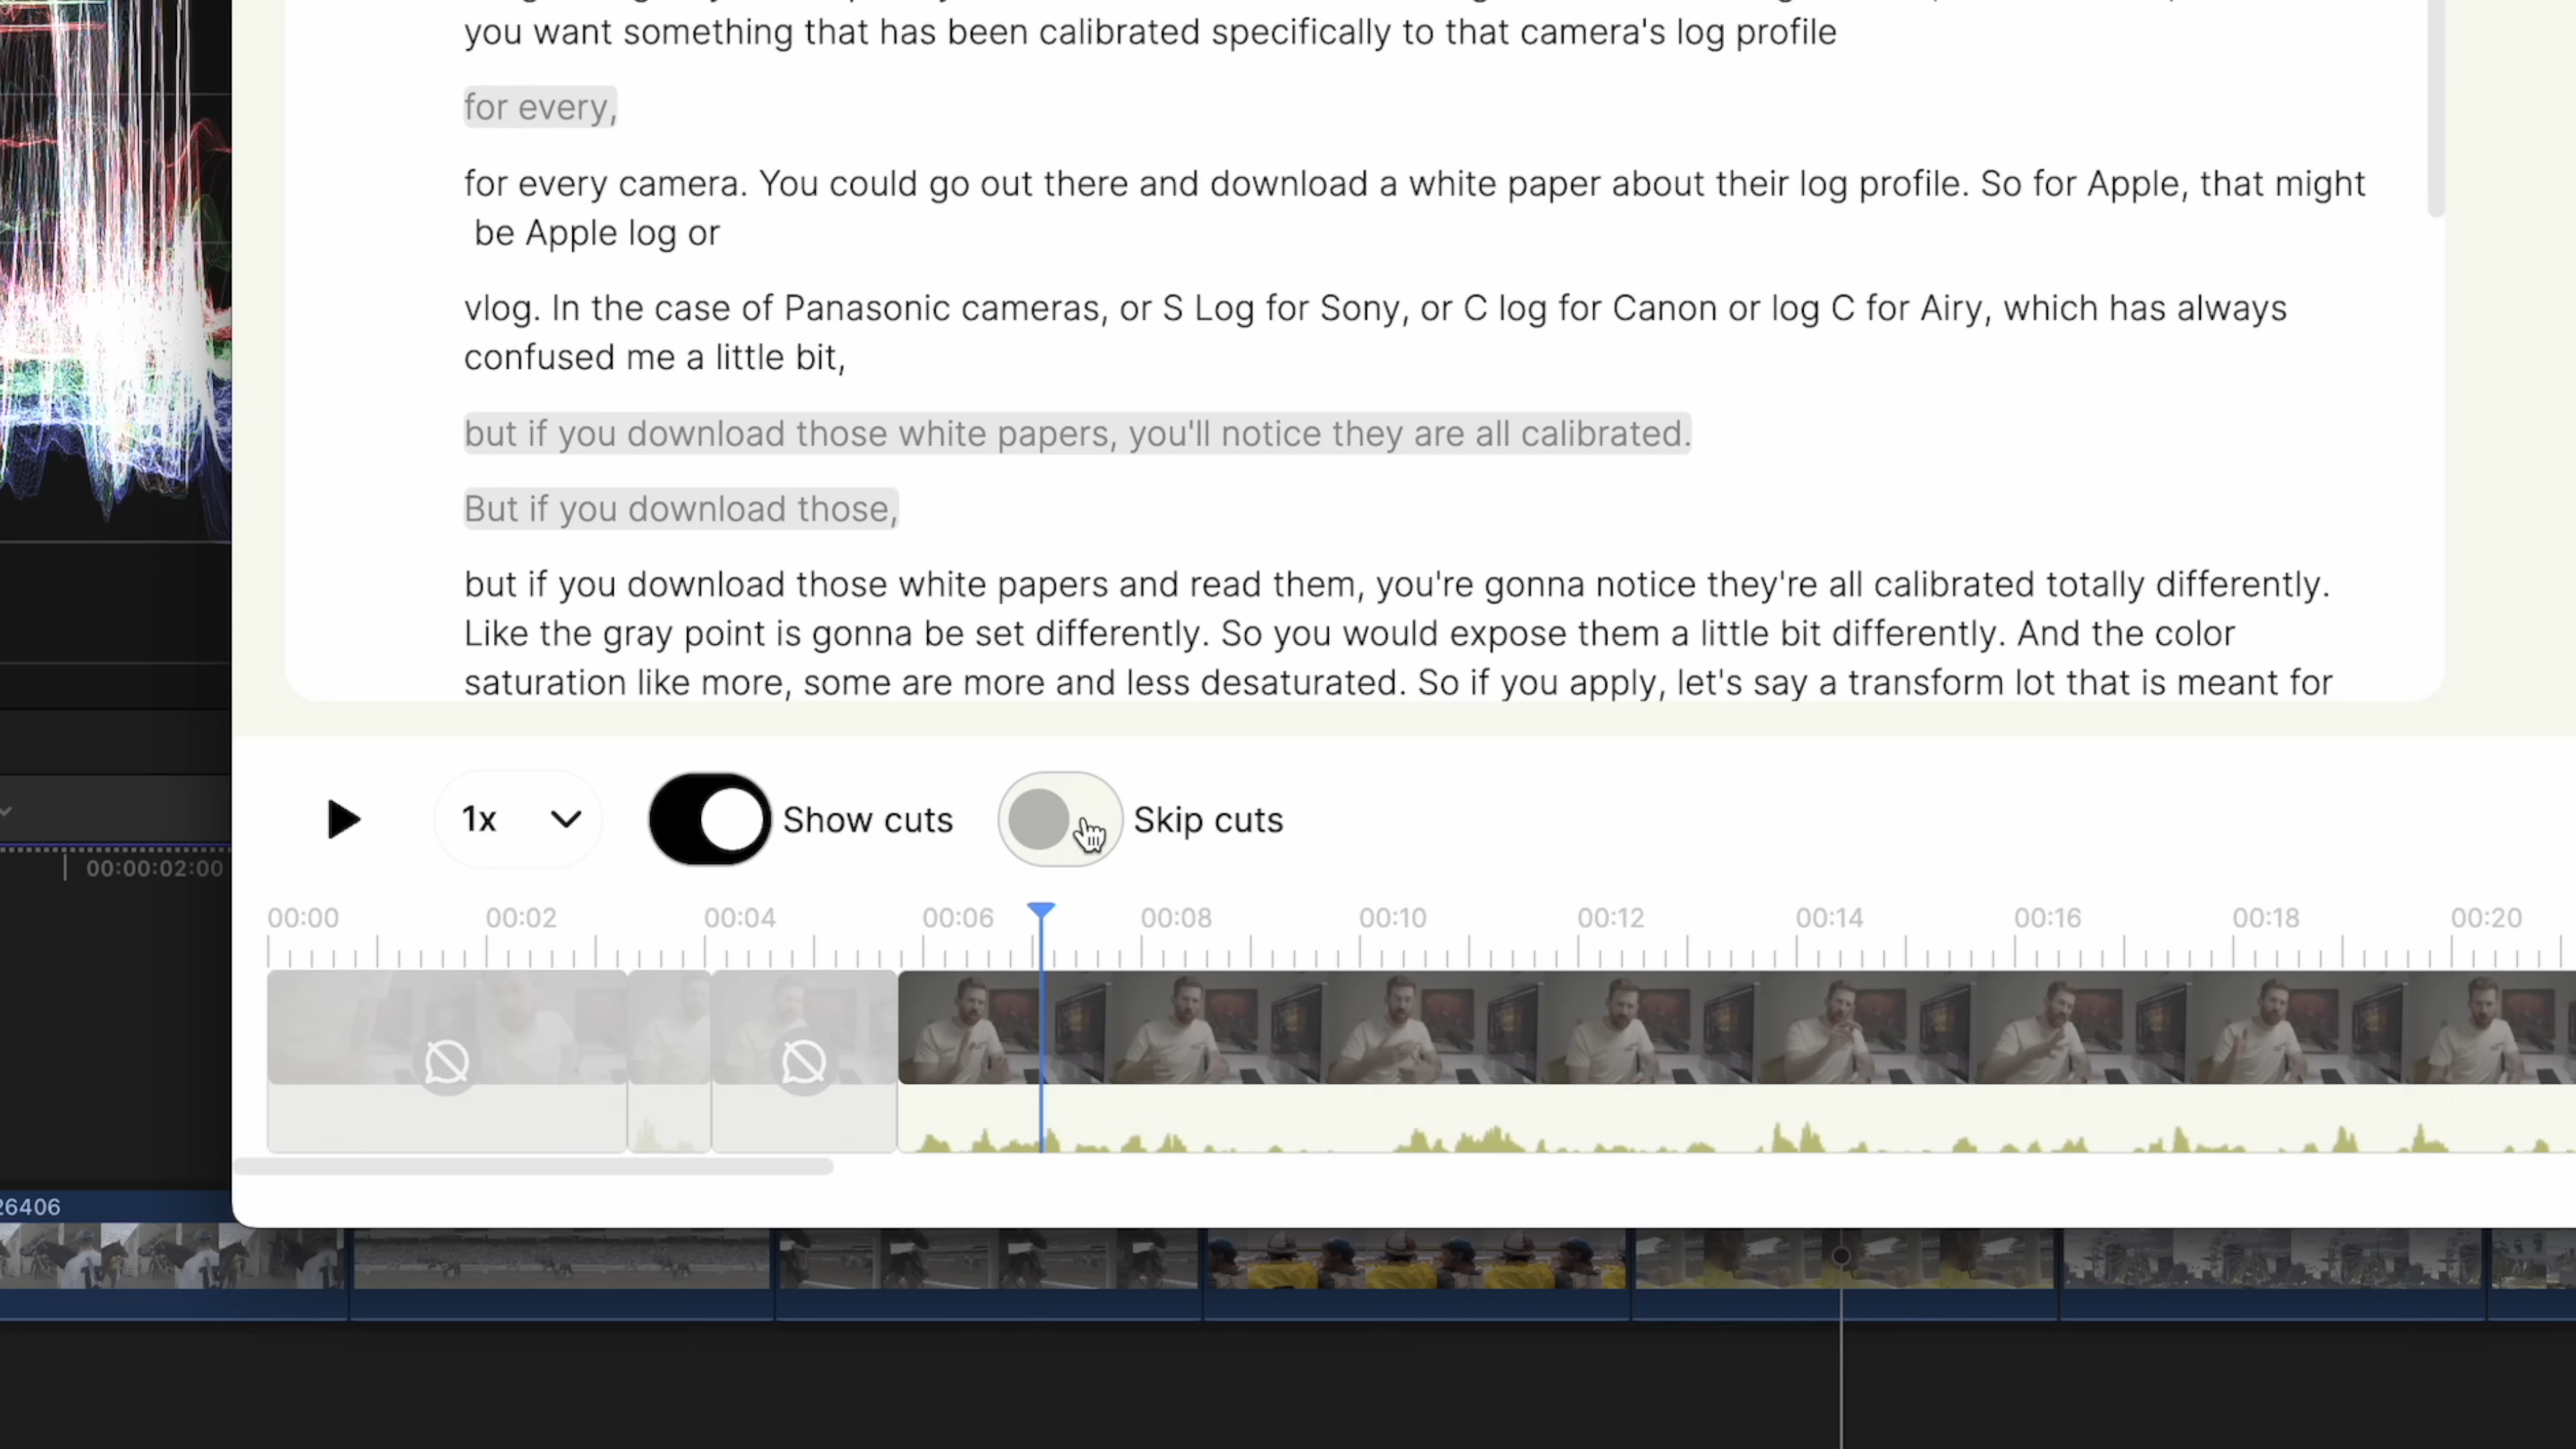 you want something that has been calibrated specifically to that camera's log profile
for every,
for every camera. You could go out there and download a white paper about their log profile. So for Apple, that might
be Apple log or
vlog. In the case of Panasonic cameras, or S Log for Sony, or C log for Canon or log C for Airy, which has always
confused me a little bit,
but if you download those white papers, you'll notice they are all calibrated.
But if you download those,
but if you download those white papers and read them, you're gonna notice they're all calibrated totally differently.
Like the gray point is gonna be set differently. So you would expose them a little bit differently. And the color
saturation like more, some are more and less desaturated. So if you apply, let's say a transform lot that is meant for
1x Show cuts Skip cuts
00:00:02:00
00:00 00:02 00:04 00:06 00:08 00:10 00:12 00:14 00:16 00:18 00:20
26406